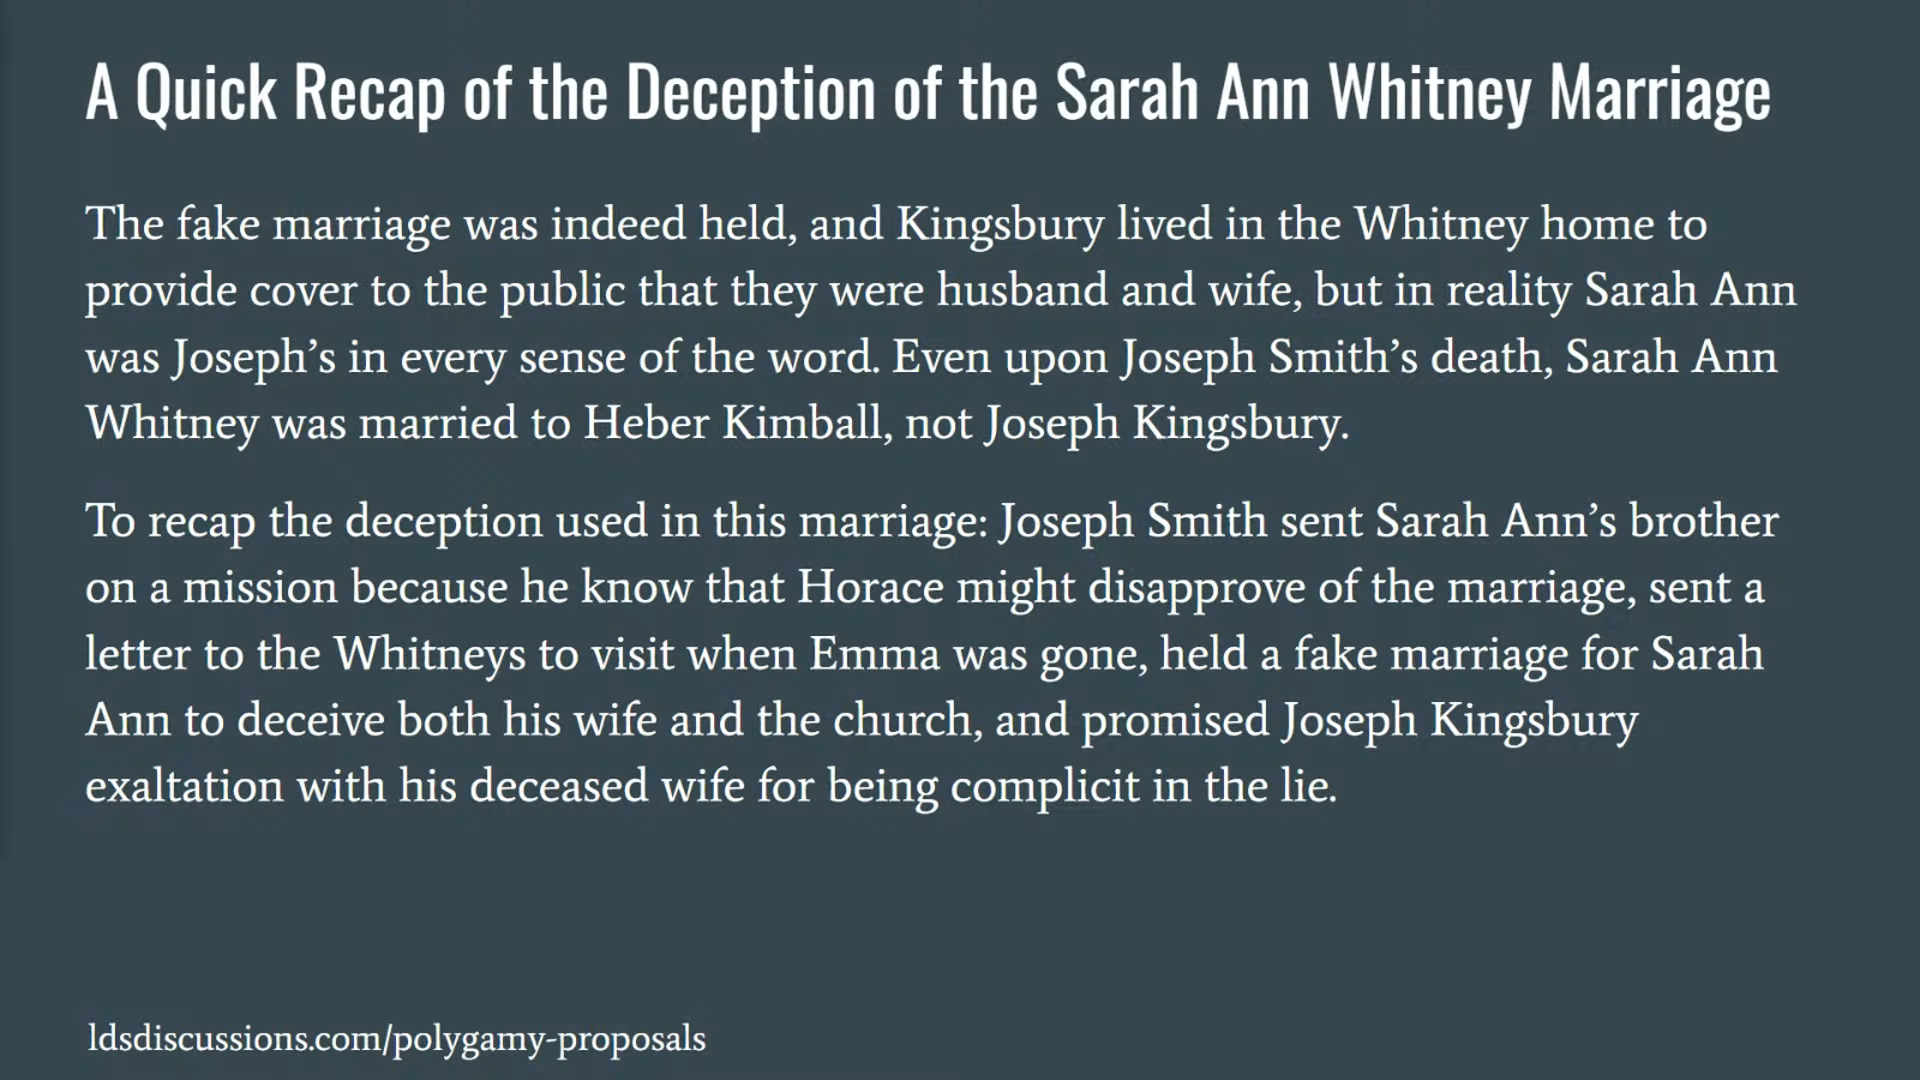 A Quick Recap of the Deception of the Sarah Ann Whitney Marriage
The fake marriage was indeed held, and Kingsbury lived in the Whitney home to
provide cover to the public that they were husband and wife, but in reality Sarah Ann
was Joseph’s in every sense of the word. Even upon Joseph Smith’s death, Sarah Ann
Whitney was married to Heber Kimball, not Joseph Kingsbury.
To recap the deception used in this marriage: Joseph Smith sent Sarah Ann’s brother
on a mission because he know that Horace might disapprove of the marriage, sent a
letter to the Whitneys to visit when Emma was gone, held a fake marriage for Sarah
Ann to deceive both his wife and the church, and promised Joseph Kingsbury
exaltation with his deceased wife for being complicit in the lie.
ldsdiscussions.com/polygamy-proposals